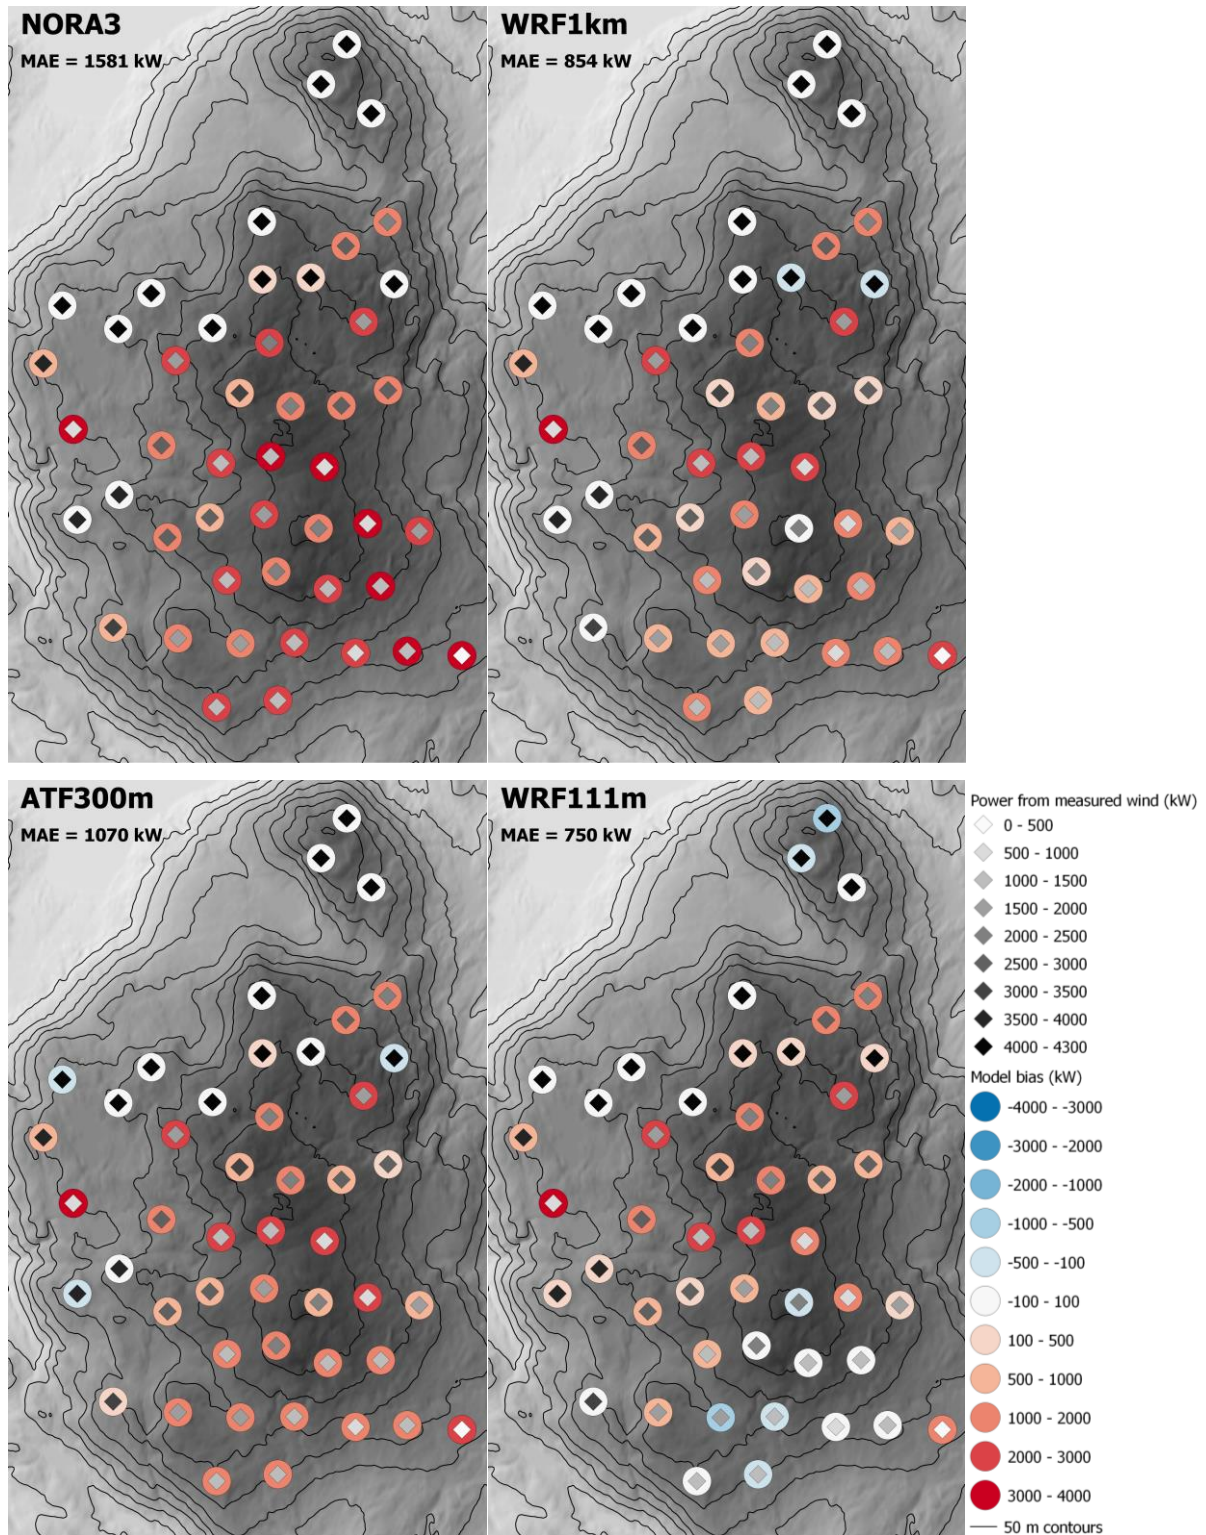 NORA3
MAE = 1581 kW
WRF1km
MAE = 854 kW
ATF300m
MAE = 1070 kW
WRF111m
MAE = 750 kW
Power from measured wind (kW)
0 - 500
500 - 1000
1000 - 1500
1500 - 2000
2000 - 2500
2500 - 3000
3000 - 3500
3500 - 4000
4000 - 4300
Model bias (kW)
-4000 - -3000
-3000 - -2000
-2000 - -1000
-1000 - -500
-500 - -100
-100 - 100
100 - 500
500 - 1000
1000 - 2000
2000 - 3000
3000 - 4000
50 m contours